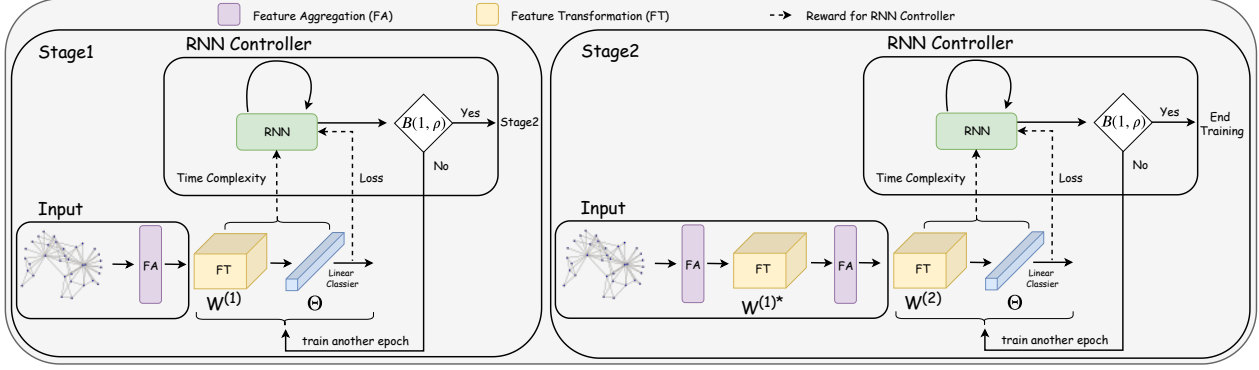 Feature Aggregation (FA)
Feature Transformation (FT)
Reward for RNN Controller
Stage1
RNN Controller
RNN
B(1, ρ)
Yes
Stage2
No
Time Complexity
Loss
Input
FA
FT
W(1)
Θ
Linear
Classier
train another epoch
Stage2
RNN Controller
RNN
B(1, ρ)
Yes
End
Training
No
Time Complexity
Loss
Input
FA
FT
W(1)*
FA
FT
W(2)
Θ
Linear
Classier
train another epoch